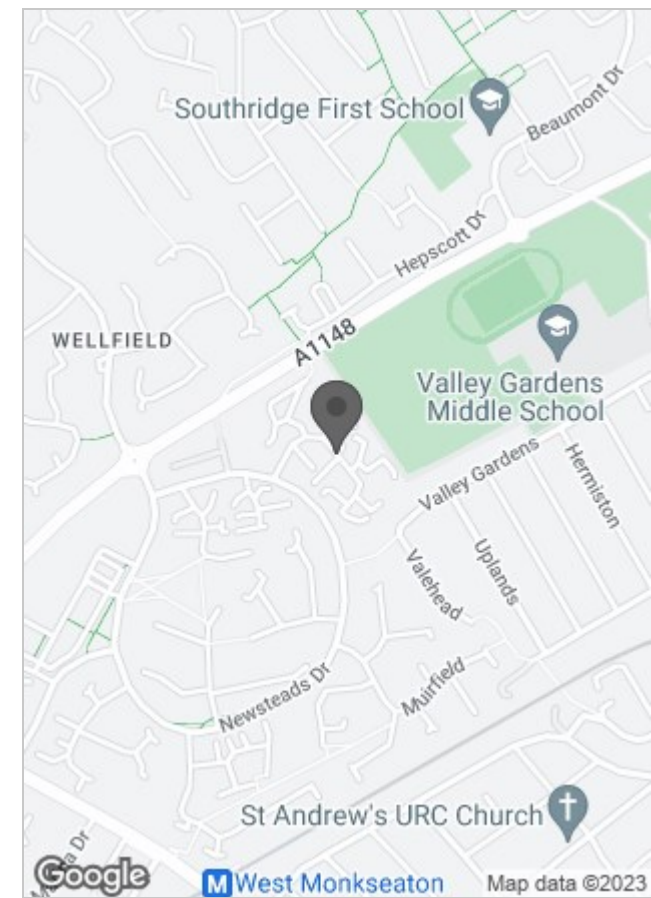 Southridge First School
Beaumont Dr
Hepscott Dr
WELLFIELD
A1148
Valley Gardens
Middle School
Valley Gardens
Hermiston
Uplands
Valehead
Muirfield
Newsteads Dr
St Andrew's URC Church
Dr
Google
M West Monkseaton
Map data ©2023